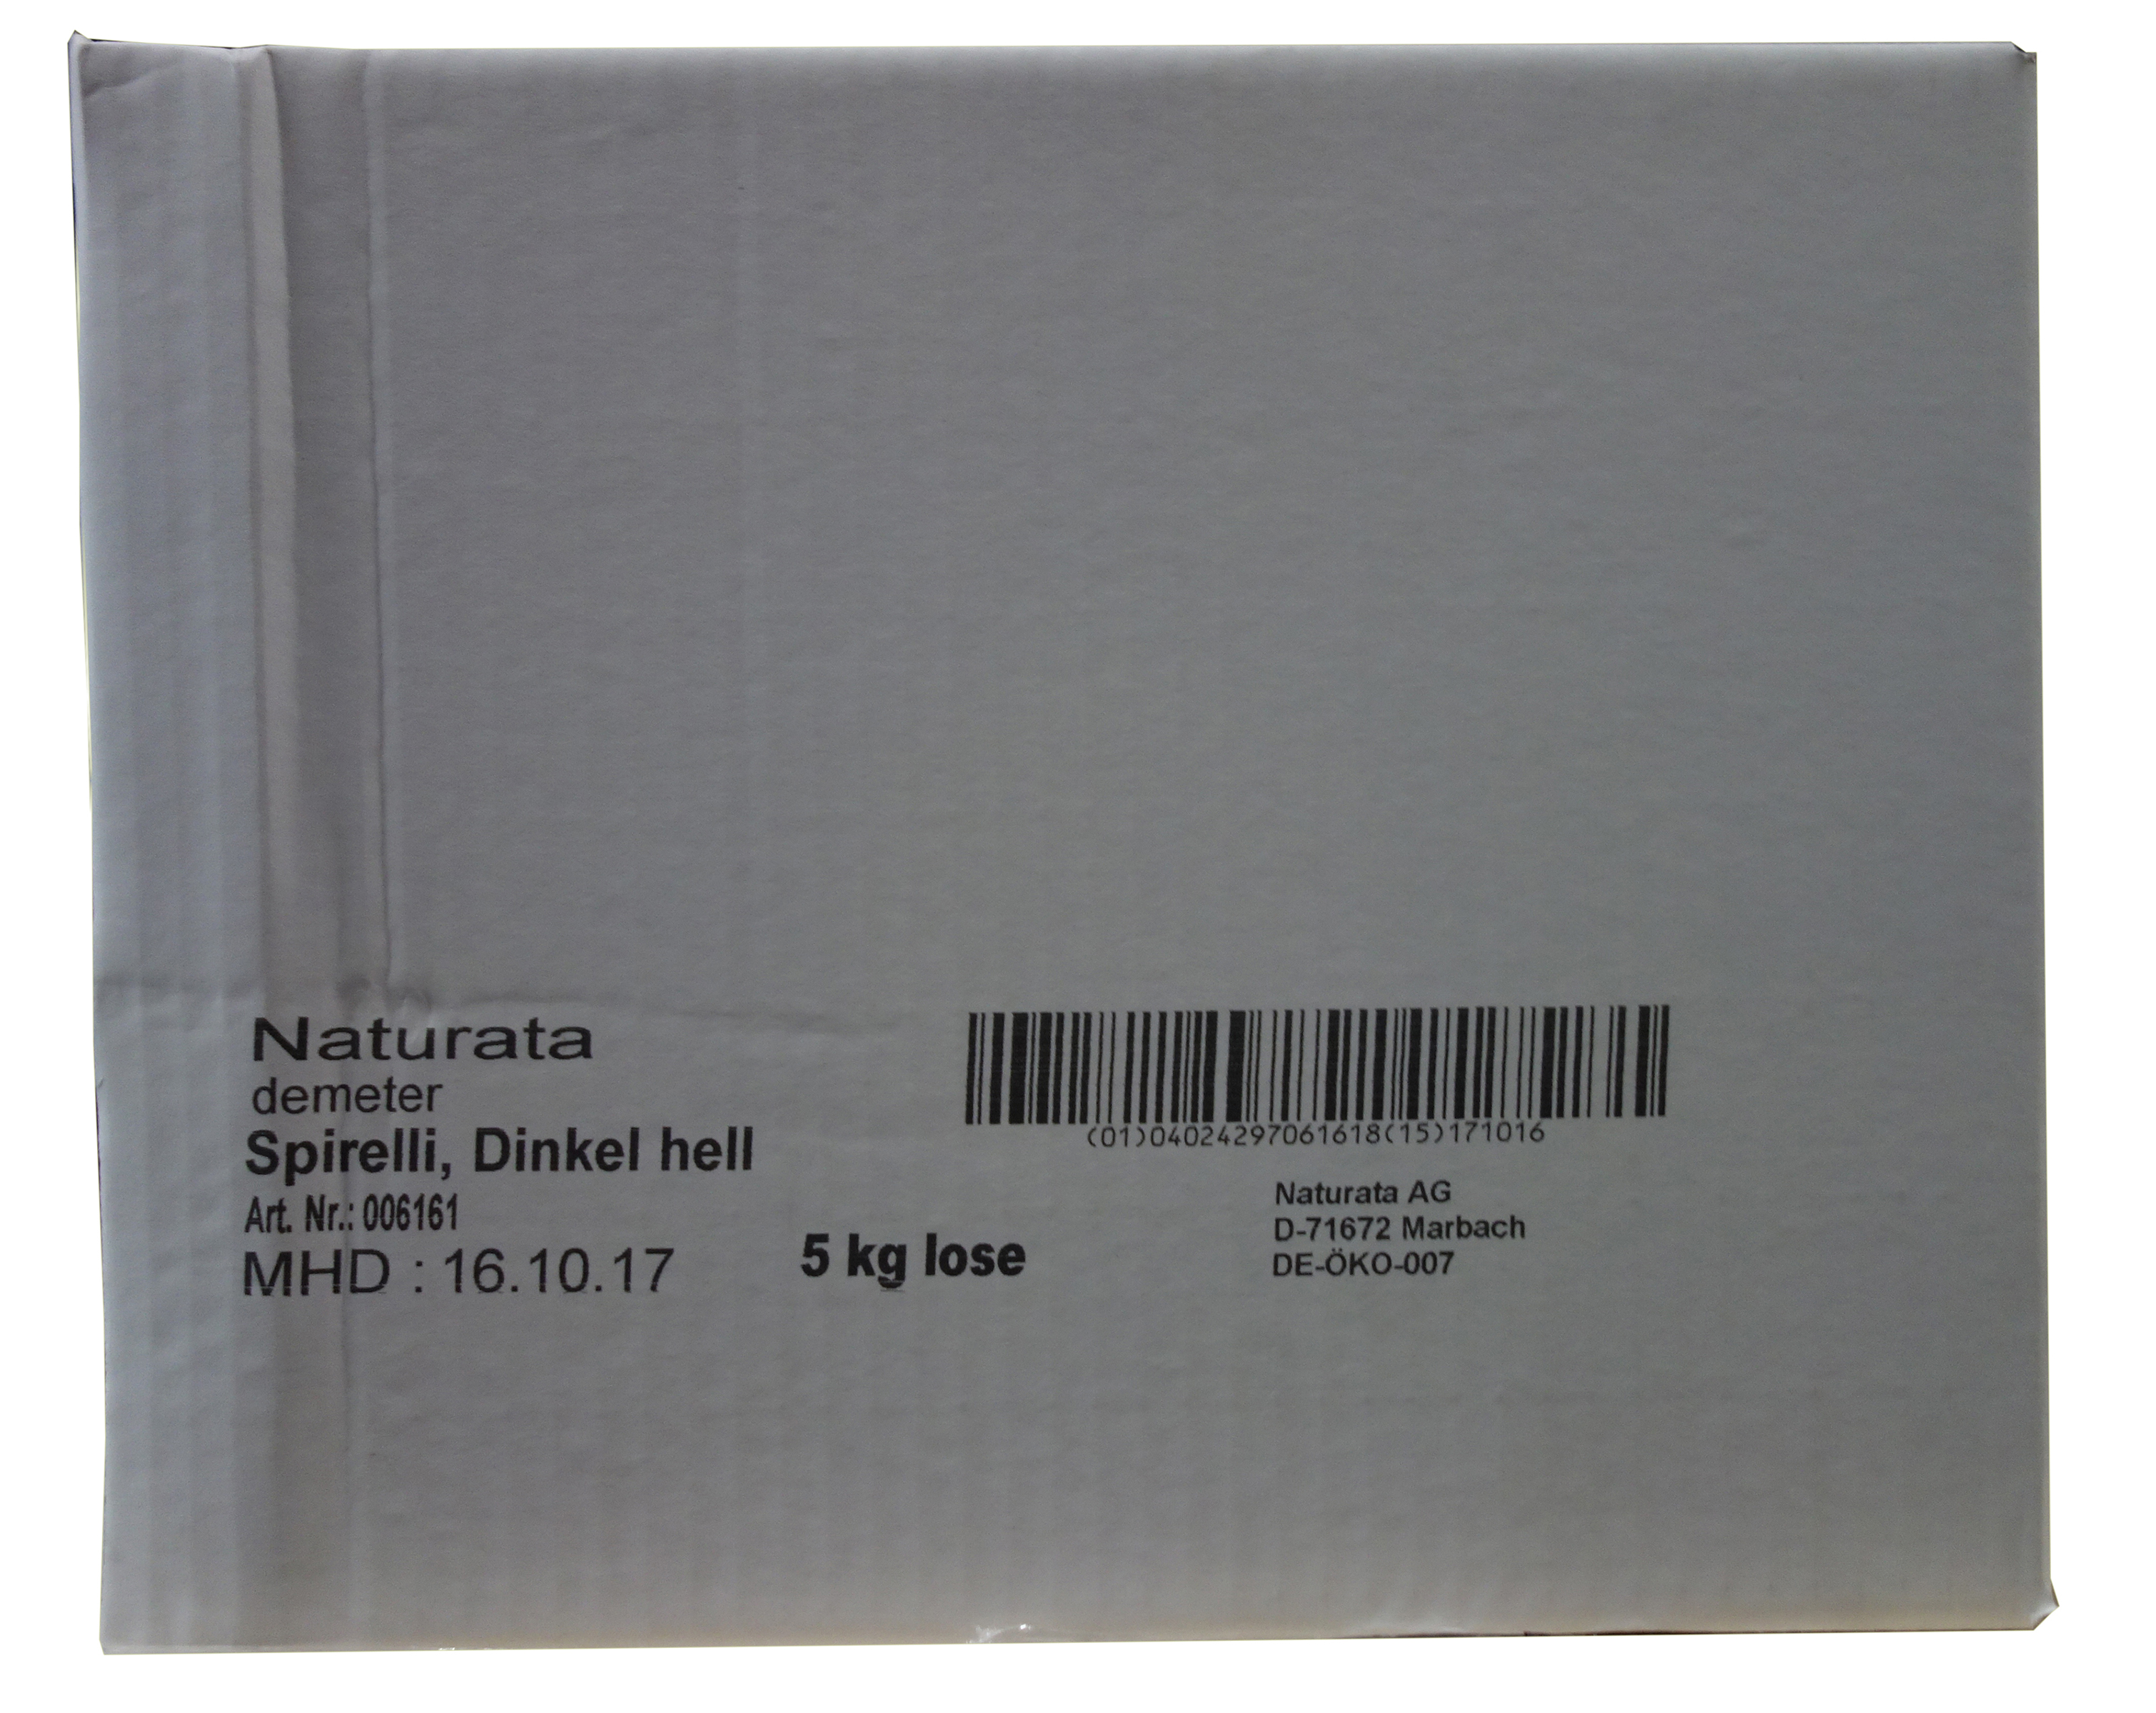 Naturata
demeter
Spirelli, Dinkel hell
Art. Nr.: 006161
MHD : 16.10.17
5 kg lose
(01)04024297061618(15)171016
Naturata AG
D-71672 Marbach
DE-ÖKO-007